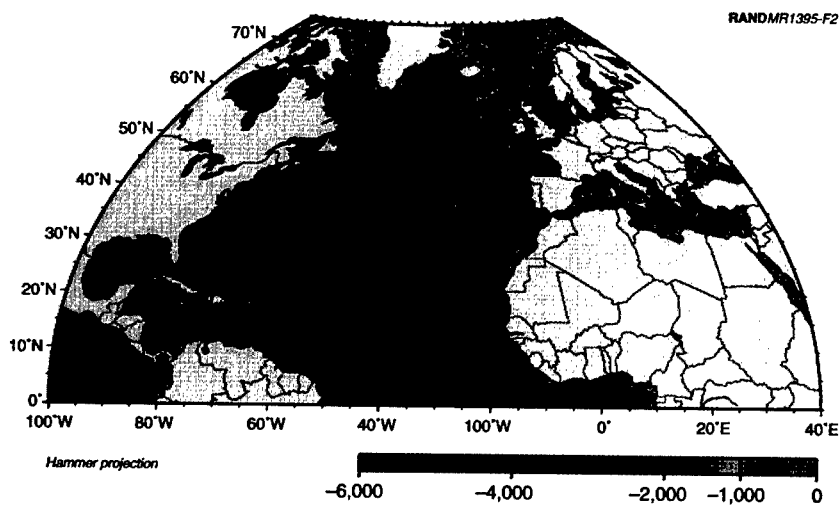 RANDMR1395-F2
70˚N
60˚N
50˚N
40˚N
30˚N
20˚N
10˚N
0˚
100˚W 80˚W 60˚W 40˚W 100˚W 0˚ 20˚E 40˚E
Hammer projection
–6,000 –4,000 –2,000 –1,000 0